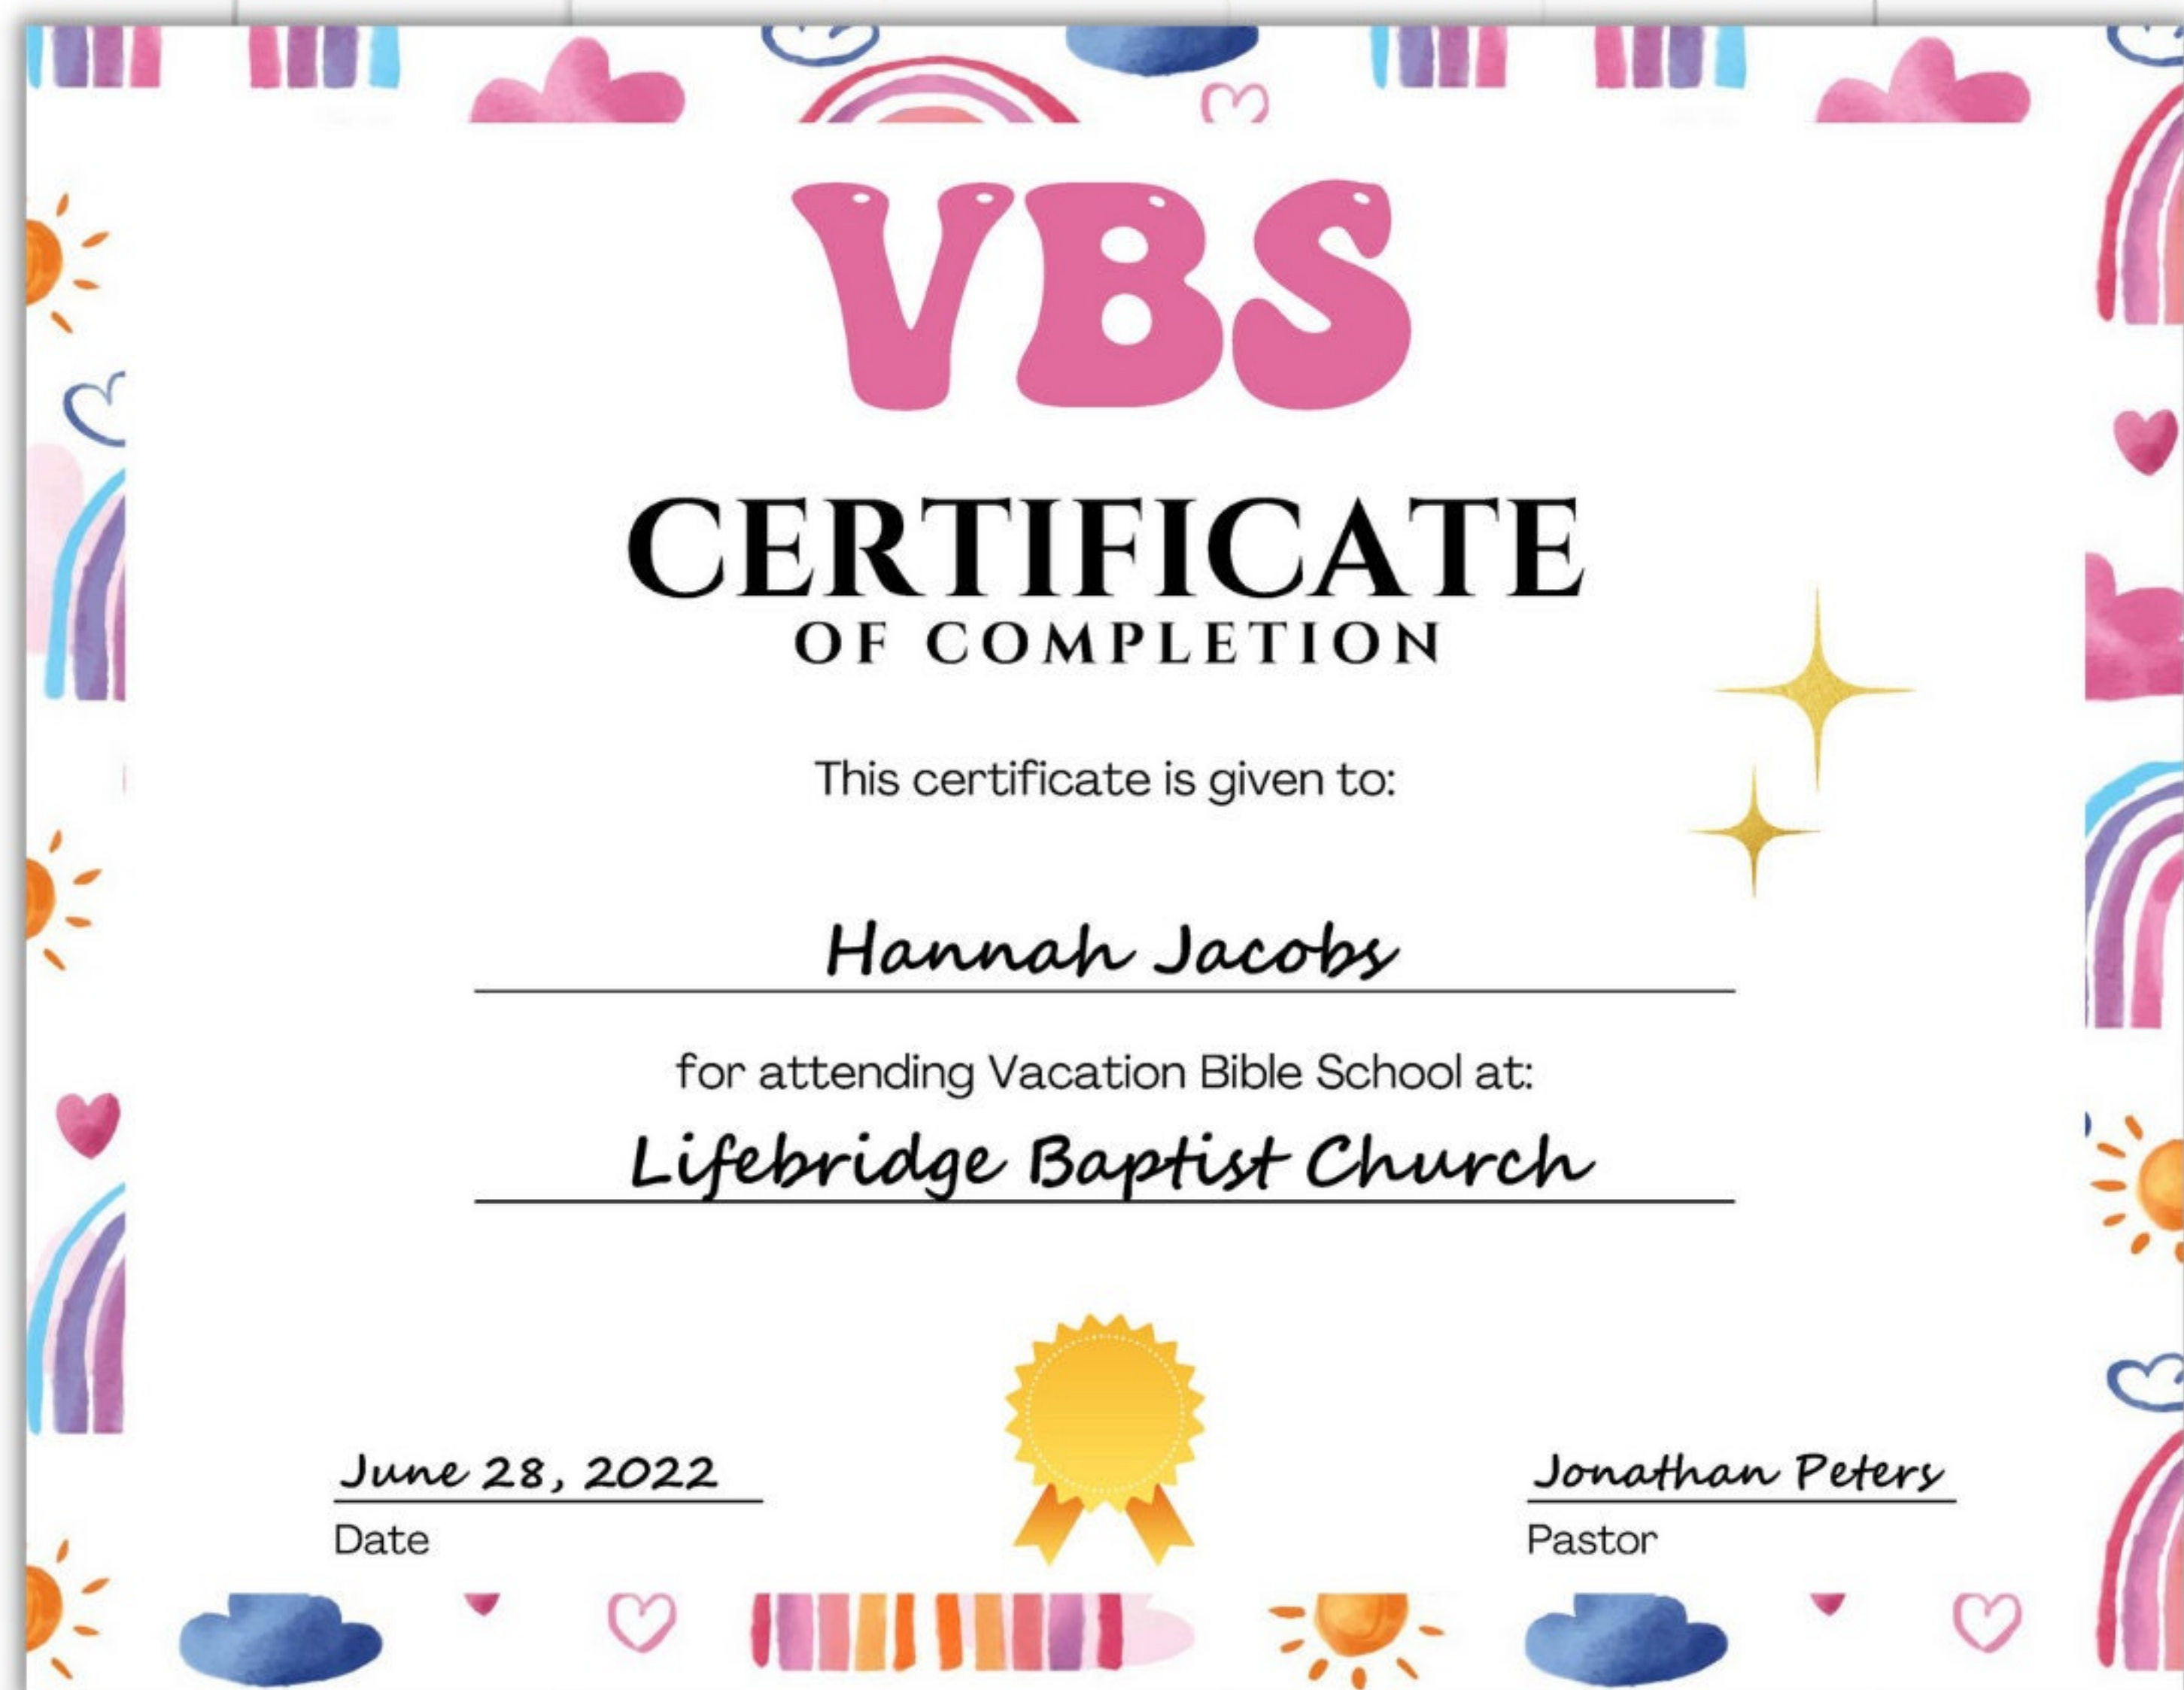 VBS
CERTIFICATE
OF COMPLETION
This certificate is given to:
Hannah Jacobs
for attending Vacation Bible School at:
Lifebridge Baptist Church
June 28, 2022
Date
Jonathan Peters
Pastor